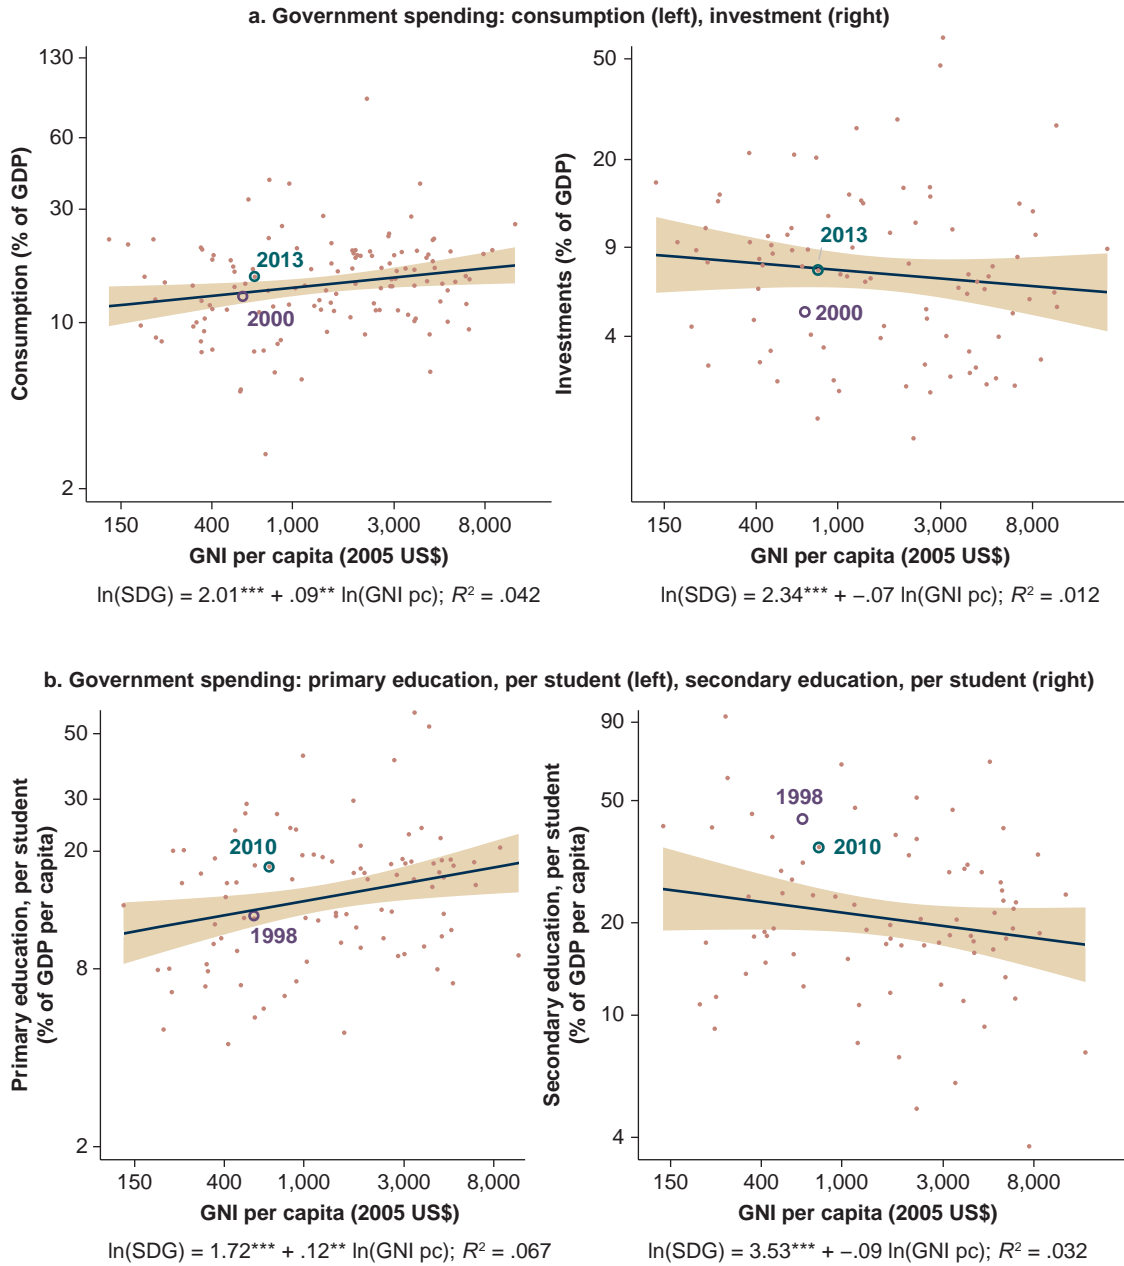 a. Government spending: consumption (left), investment (right)
Consumption (% of GDP)
130
60
30
10
2
2013
2000
150 400 1,000 3,000 8,000
GNI per capita (2005 US$)
ln(SDG) = 2.01*** + .09** ln(GNI pc); R² = .042
Investments (% of GDP)
50
20
9
4
2013
2000
150 400 1,000 3,000 8,000
GNI per capita (2005 US$)
ln(SDG) = 2.34*** + –.07 ln(GNI pc); R² = .012
b. Government spending: primary education, per student (left), secondary education, per student (right)
Primary education, per student
(% of GDP per capita)
50
30
20
8
2
2010
1998
150 400 1,000 3,000 8,000
GNI per capita (2005 US$)
ln(SDG) = 1.72*** + .12** ln(GNI pc); R² = .067
Secondary education, per student
(% of GDP per capita)
90
50
20
10
4
1998
2010
150 400 1,000 3,000 8,000
GNI per capita (2005 US$)
ln(SDG) = 3.53*** + –.09 ln(GNI pc); R² = .032